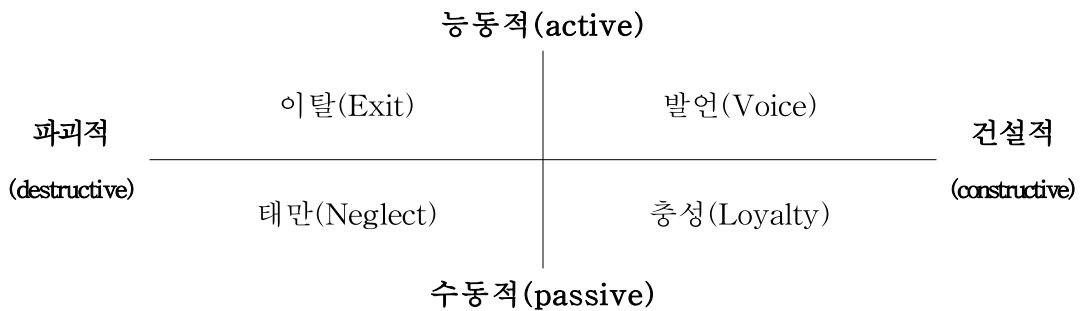 능동적(active)
이탈(Exit) 발언(Voice)
파괴적 건설적
(destructive) (constructive)
태만(Neglect) 충성(Loyalty)
수동적(passive)